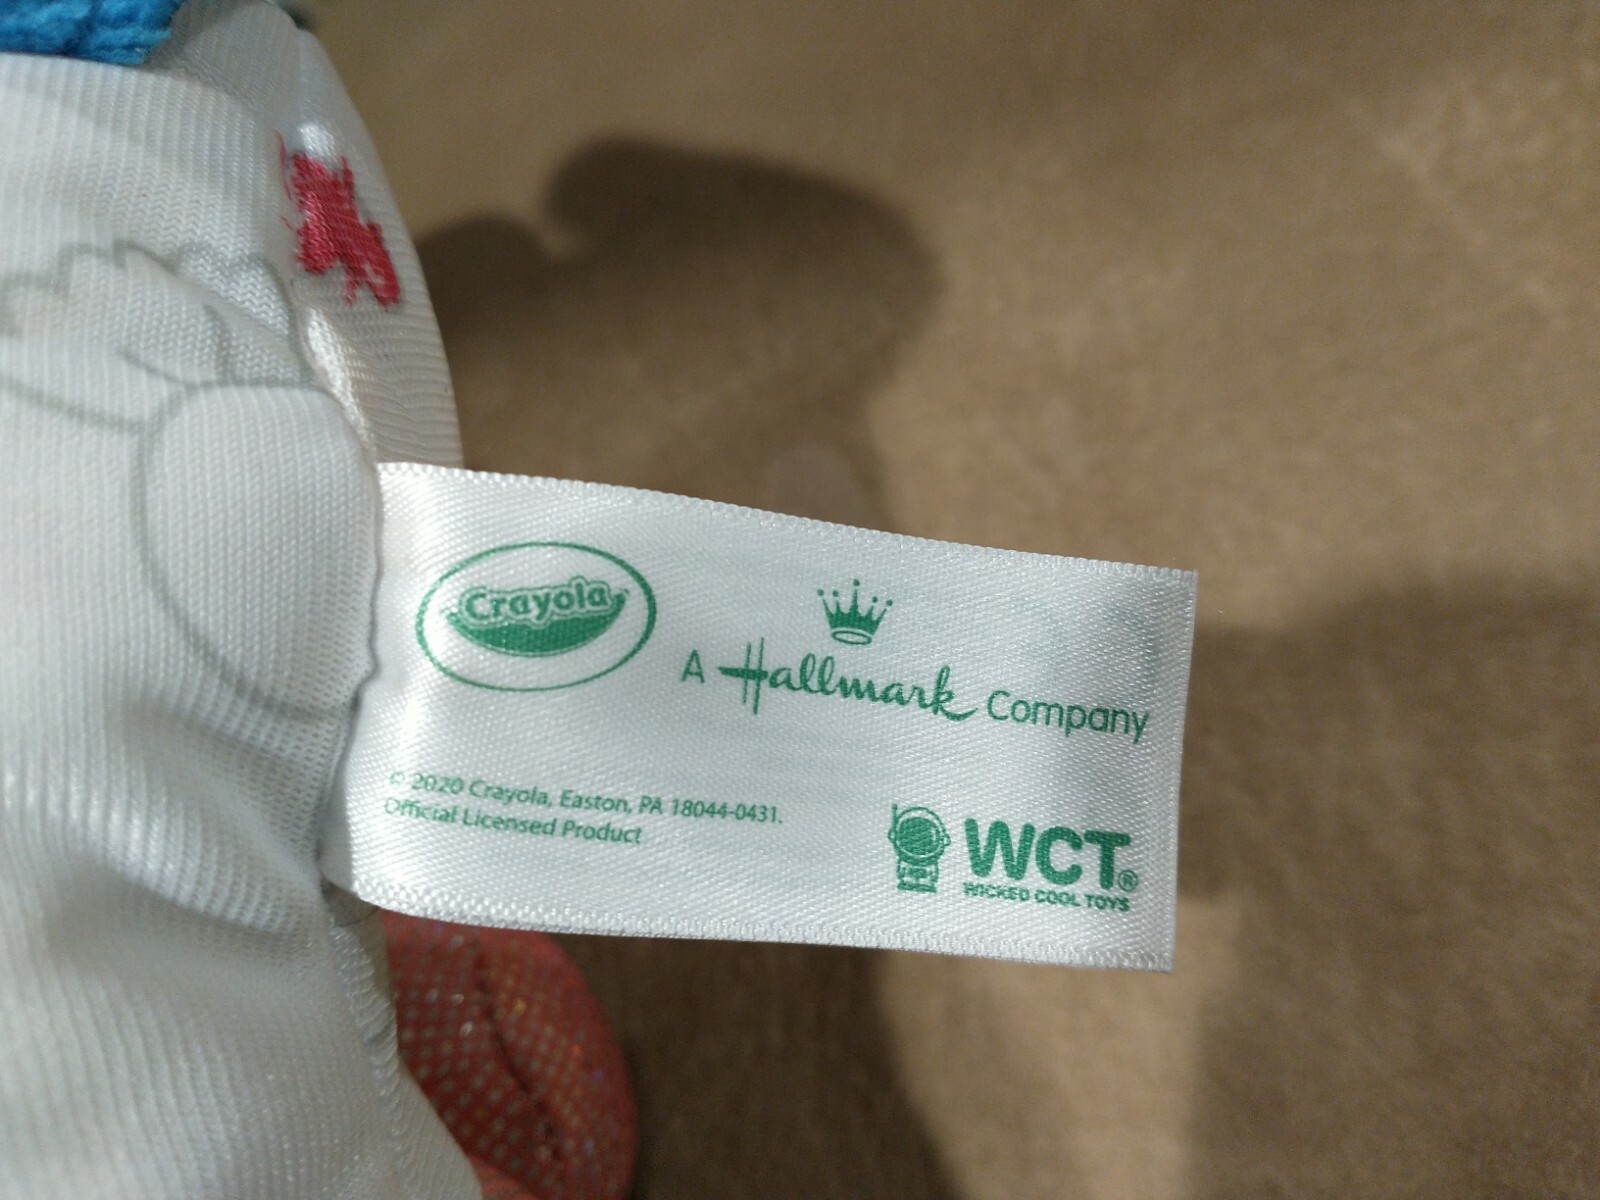 Crayola
A Hallmark Company
© 2020 Crayola, Easton, PA 18044-0431.
Official Licensed Product
WCT®
WICKED COOL TOYS